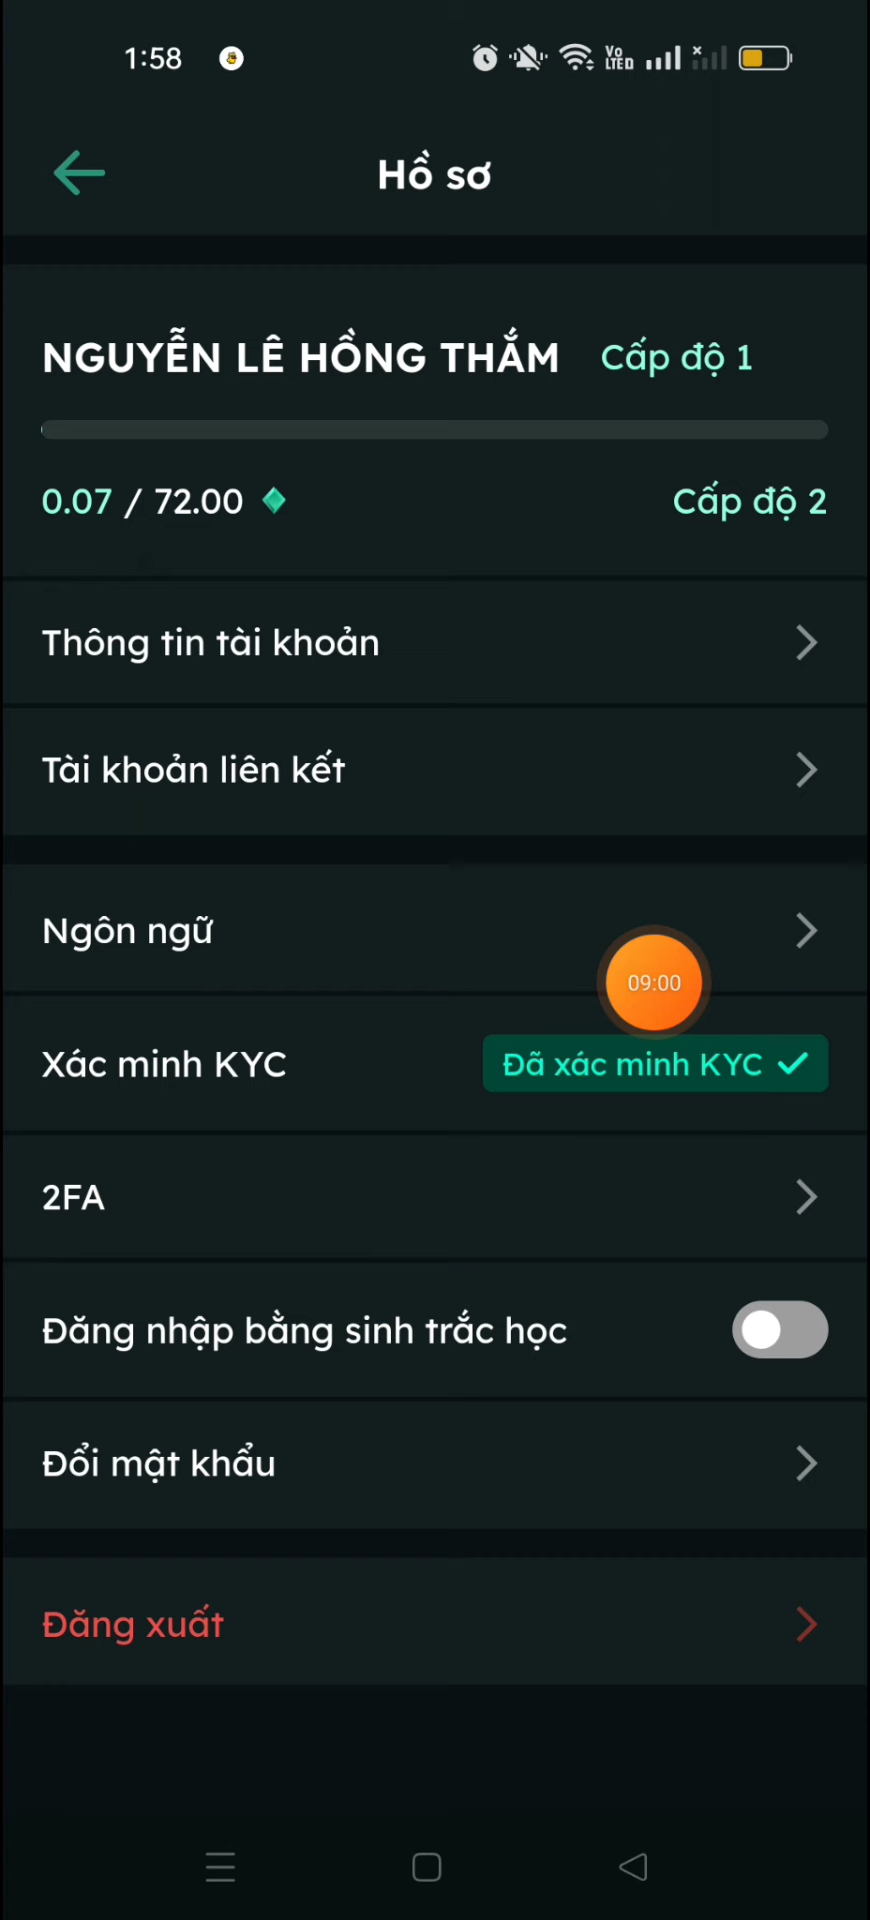 1:58
Vo
LTED
Hồ sơ
NGUYỄN LÊ HỒNG THẮM Cấp độ 1
0.07 / 72.00 Cấp độ 2
Thông tin tài khoản
Tài khoản liên kết
Ngôn ngữ
09:00
Xác minh KYC Đã xác minh KYC
2FA
Đăng nhập bằng sinh trắc học
Đổi mật khẩu
Đăng xuất